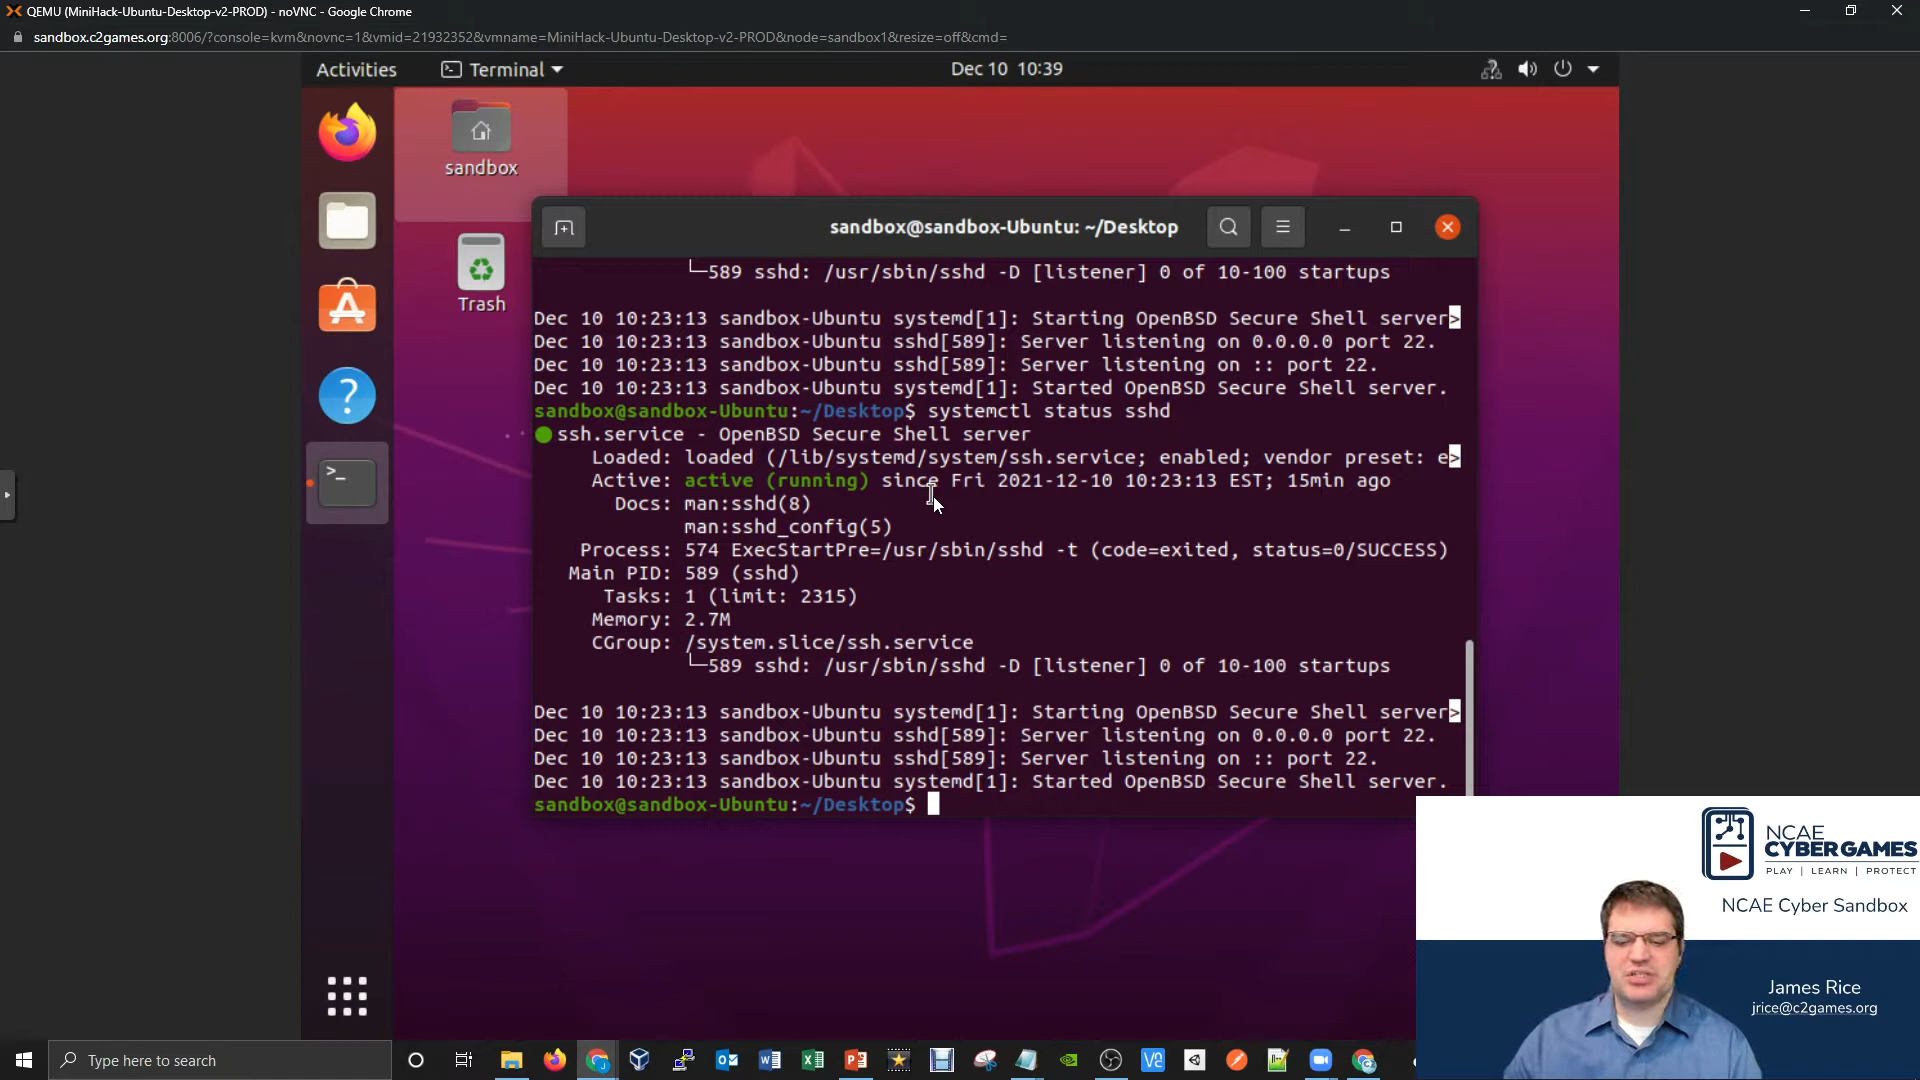 QEMU (MiniHack-Ubuntu-Desktop-v2-PROD) - noVNC - Google Chrome
sandbox.c2games.org:8006/?console=kvm&novnc=1&vmid=21932352&vmname=MiniHack-Ubuntu-Desktop-v2-PROD&node=sandbox1&resize=off&cmd=
Activities
Terminal
Dec 10 10:39
sandbox
Trash
sandbox@sandbox-Ubuntu: ~/Desktop
└─589 sshd: /usr/sbin/sshd -D [listener] 0 of 10-100 startups
Dec 10 10:23:13 sandbox-Ubuntu systemd[1]: Starting OpenBSD Secure Shell server>
Dec 10 10:23:13 sandbox-Ubuntu sshd[589]: Server listening on 0.0.0.0 port 22.
Dec 10 10:23:13 sandbox-Ubuntu sshd[589]: Server listening on :: port 22.
Dec 10 10:23:13 sandbox-Ubuntu systemd[1]: Started OpenBSD Secure Shell server.
sandbox@sandbox-Ubuntu:~/Desktop$ systemctl status sshd
ssh.service - OpenBSD Secure Shell server
Loaded: loaded (/lib/systemd/system/ssh.service; enabled; vendor preset: e>
Active: active (running) since Fri 2021-12-10 10:23:13 EST; 15min ago
Docs: man:sshd(8)
man:sshd_config(5)
Process: 574 ExecStartPre=/usr/sbin/sshd -t (code=exited, status=0/SUCCESS)
Main PID: 589 (sshd)
Tasks: 1 (limit: 2315)
Memory: 2.7M
CGroup: /system.slice/ssh.service
└─589 sshd: /usr/sbin/sshd -D [listener] 0 of 10-100 startups
Dec 10 10:23:13 sandbox-Ubuntu systemd[1]: Starting OpenBSD Secure Shell server>
Dec 10 10:23:13 sandbox-Ubuntu sshd[589]: Server listening on 0.0.0.0 port 22.
Dec 10 10:23:13 sandbox-Ubuntu sshd[589]: Server listening on :: port 22.
Dec 10 10:23:13 sandbox-Ubuntu systemd[1]: Started OpenBSD Secure Shell server.
sandbox@sandbox-Ubuntu:~/Desktop$
NCAE
CYBERGAMES
PLAY | LEARN | PROTECT
NCAE Cyber Sandbox
James Rice
jrice@c2games.org
Type here to search